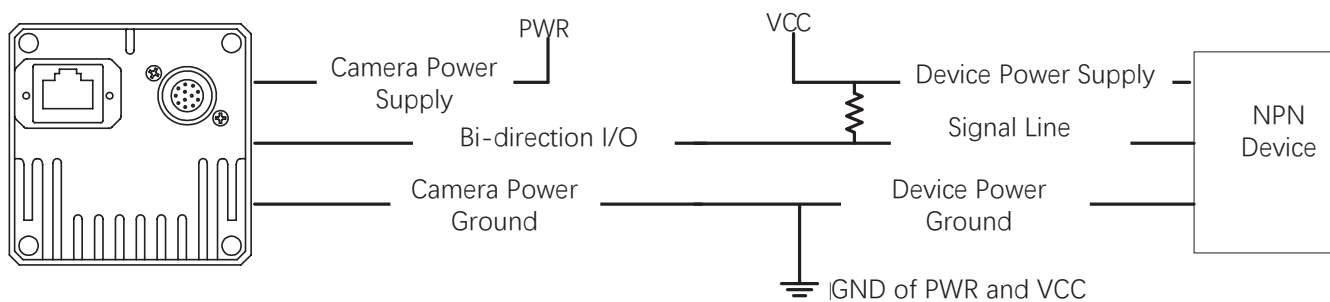 PWR
VCC
Camera Power
Supply
Device Power Supply
Bi-direction I/O
Signal Line
NPN
Device
Camera Power
Ground
Device Power
Ground
GND of PWR and VCC